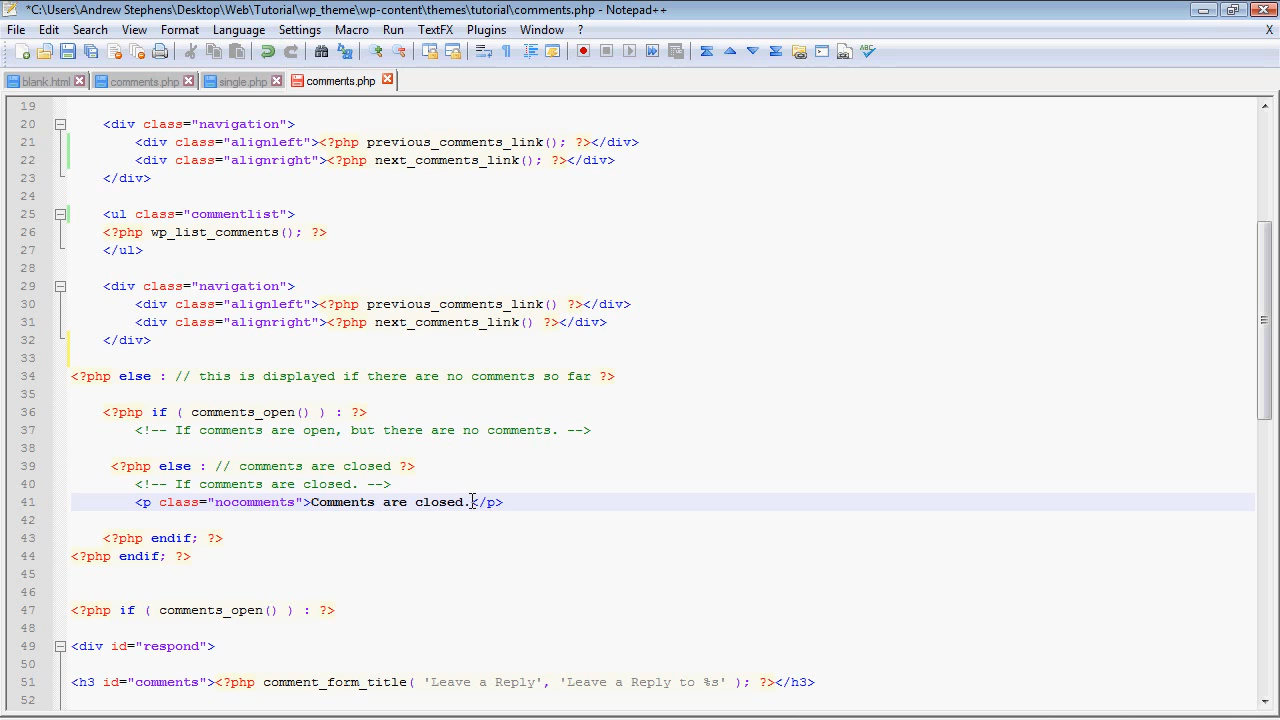 *C:\Users\Andrew Stephens\Desktop\Web\Tutorial\wp_theme\wp-content\themes\tutorial\comments.php - Notepad++
File Edit Search View Format Language Settings Macro Run TextFX Plugins Window ? X
blank.html comments.php single.php comments.php
19
20 <div class="navigation">
21 <div class="alignleft"><?php previous_comments_link(); ?></div>
22 <div class="alignright"><?php next_comments_link(); ?></div>
23 </div>
24
25 <ul class="commentlist">
26 <?php wp_list_comments(); ?>
27 </ul>
28
29 <div class="navigation">
30 <div class="alignleft"><?php previous_comments_link() ?></div>
31 <div class="alignright"><?php next_comments_link() ?></div>
32 </div>
33
34 <?php else : // this is displayed if there are no comments so far ?>
35
36 <?php if ( comments_open() ) : ?>
37 <!-- If comments are open, but there are no comments. -->
38
39 <?php else : // comments are closed ?>
40 <!-- If comments are closed. -->
41 <p class="nocomments">Comments are closed.</p>
42
43 <?php endif; ?>
44 <?php endif; ?>
45
46
47 <?php if ( comments_open() ) : ?>
48
49 <div id="respond">
50
51 <h3 id="comments"><?php comment_form_title( 'Leave a Reply', 'Leave a Reply to %s' ); ?></h3>
52